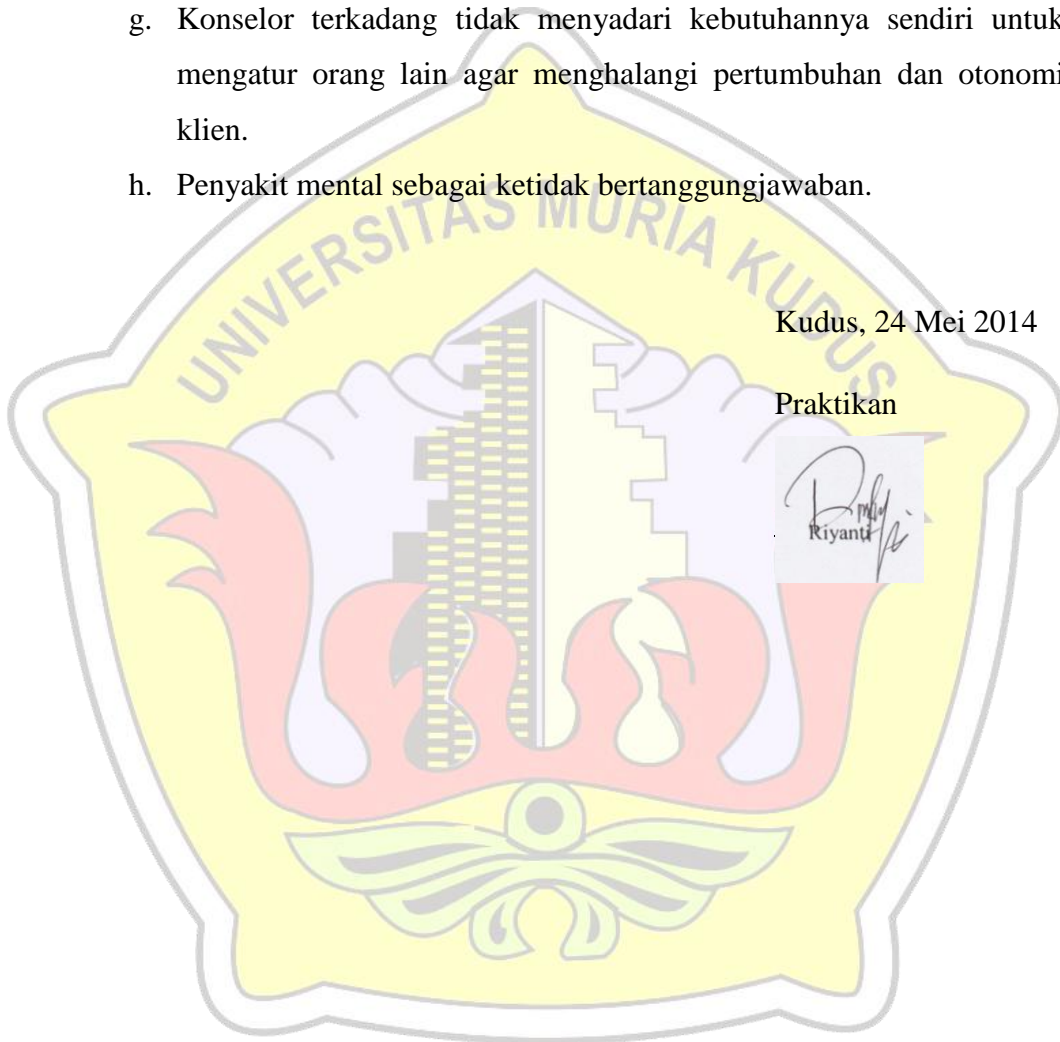 g. Konselor terkadang tidak menyadari kebutuhannya sendiri untuk
mengatur orang lain agar menghalangi pertumbuhan dan otonomi
klien.
h. Penyakit mental sebagai ketidak bertanggungjawaban.
UNIVERSITAS MURIA KUDUS
Kudus, 24 Mei 2014
Praktikan
Riyanti